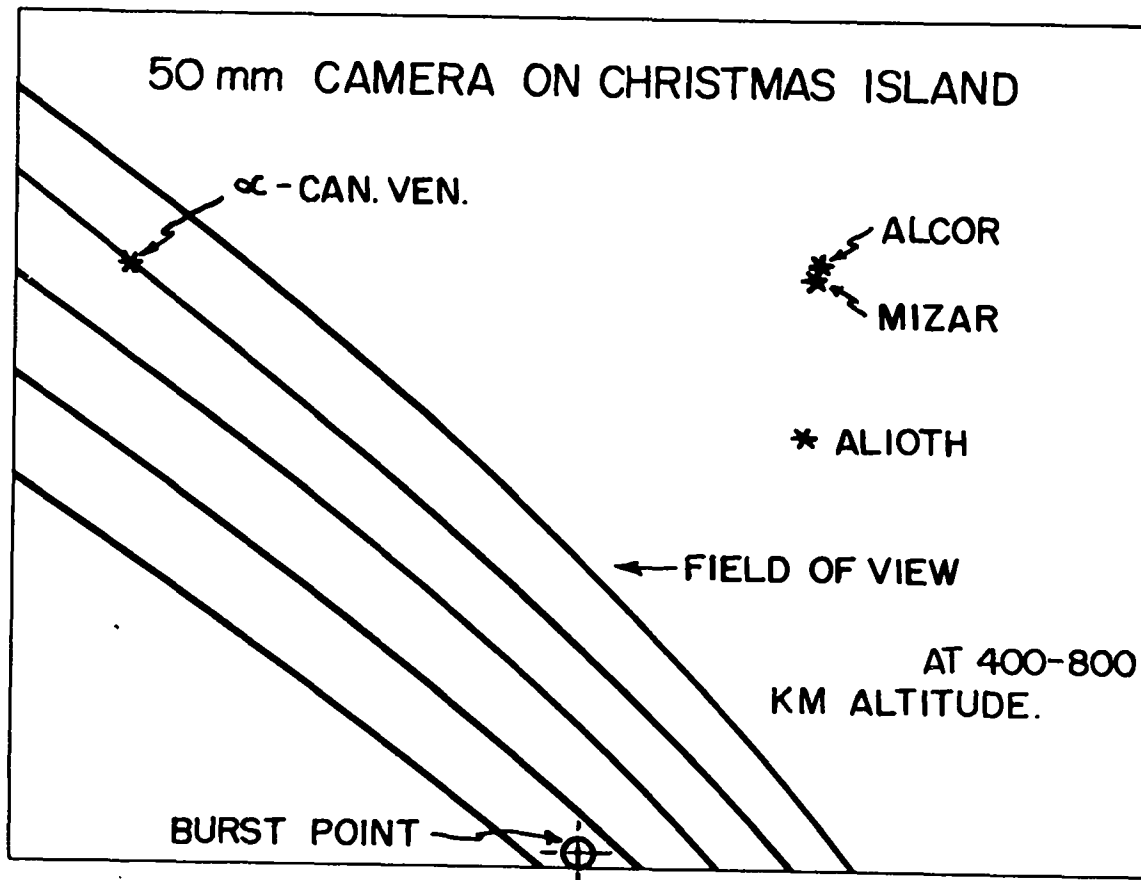 50 mm CAMERA ON CHRISTMAS ISLAND
∝-CAN. VEN.
ALCOR
MIZAR
ALIOTH
FIELD OF VIEW
AT 400-800
KM ALTITUDE.
BURST POINT